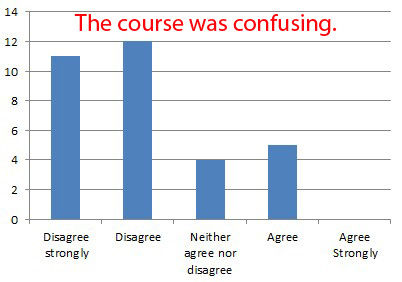 The course was confusing.
14
12
10
8
6
4
2
0
Disagree strongly
Disagree
Neither agree nor disagree
Agree
Agree Strongly